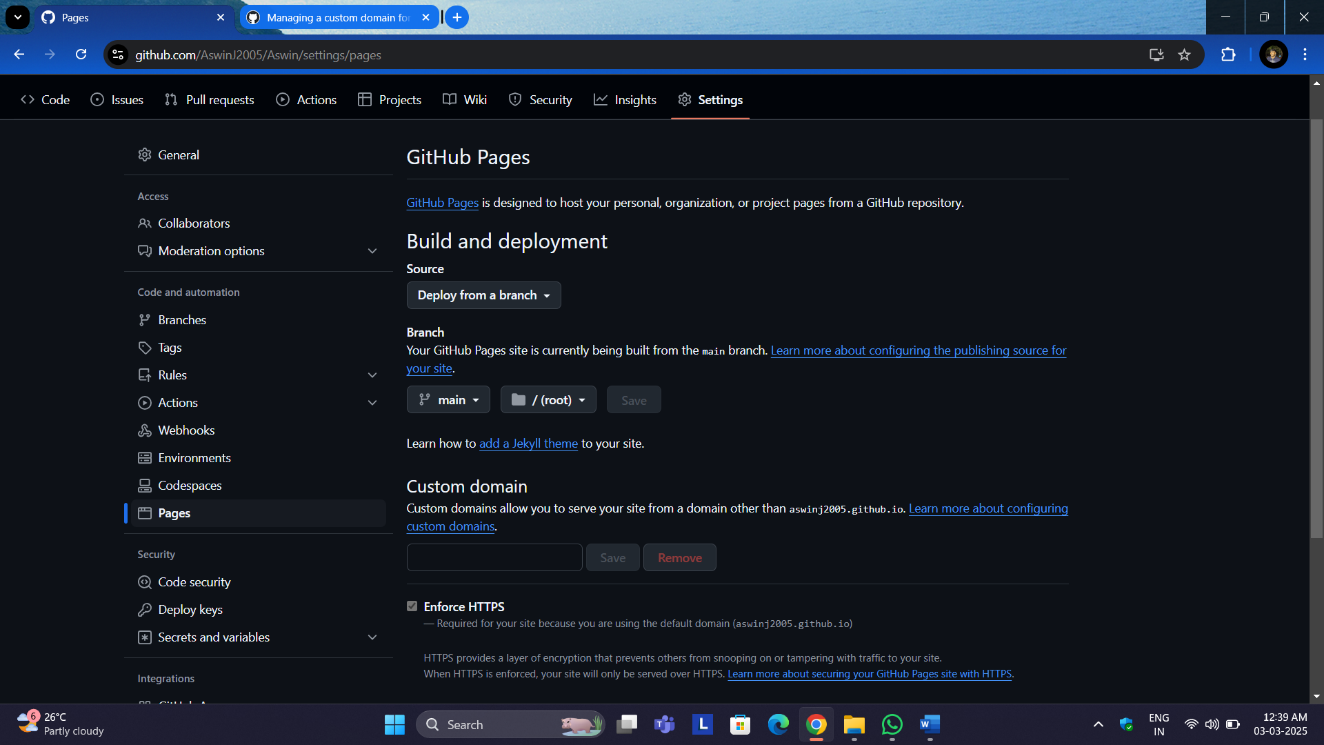 Pages
Managing a custom domain fo
github.com/AswinJ2005/Aswin/settings/pages
Code
Issues
Pull requests
Actions
Projects
Wiki
Security
Insights
Settings
General
Access
Collaborators
Moderation options
Code and automation
Branches
Tags
Rules
Actions
Webhooks
Environments
Codespaces
Pages
Security
Code security
Deploy keys
Secrets and variables
Integrations
GitHub Pages
GitHub Pages is designed to host your personal, organization, or project pages from a GitHub repository.
Build and deployment
Source
Deploy from a branch
Branch
Your GitHub Pages site is currently being built from the main branch. Learn more about configuring the publishing source for
your site.
main
/ (root)
Save
Learn how to add a Jekyll theme to your site.
Custom domain
Custom domains allow you to serve your site from a domain other than aswinj2005.github.io. Learn more about configuring
custom domains.
Save
Remove
Enforce HTTPS
— Required for your site because you are using the default domain (aswinj2005.github.io)
HTTPS provides a layer of encryption that prevents others from snooping on or tampering with traffic to your site.
When HTTPS is enforced, your site will only be served over HTTPS. Learn more about securing your GitHub Pages site with HTTPS.
6
26°C
Partly cloudy
Search
L
W
ENG
IN
12:39 AM
03-03-2025